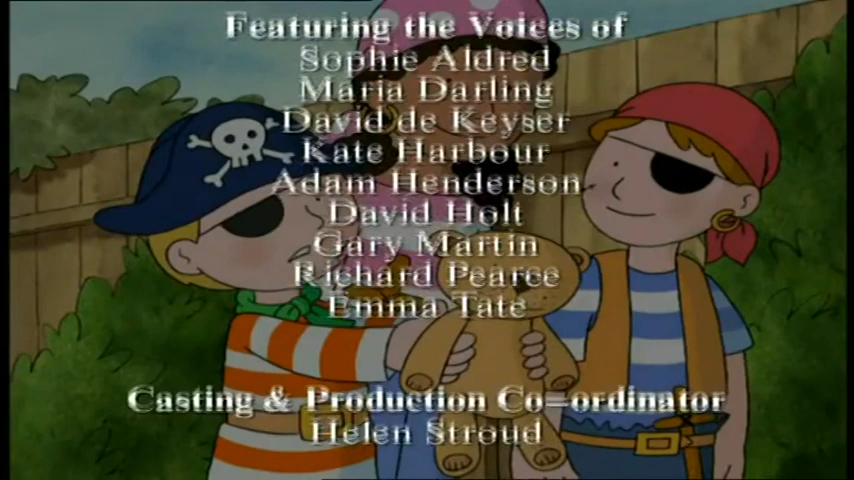 Featuring the Voices of
Sophie Aldred
Maria Darling
David de Keyser
Kate Harbour
Adam Henderson
David Holt
Gary Martin
Richard Pearce
Emma Tate
Casting & Production Co-ordinator
Helen Stroud